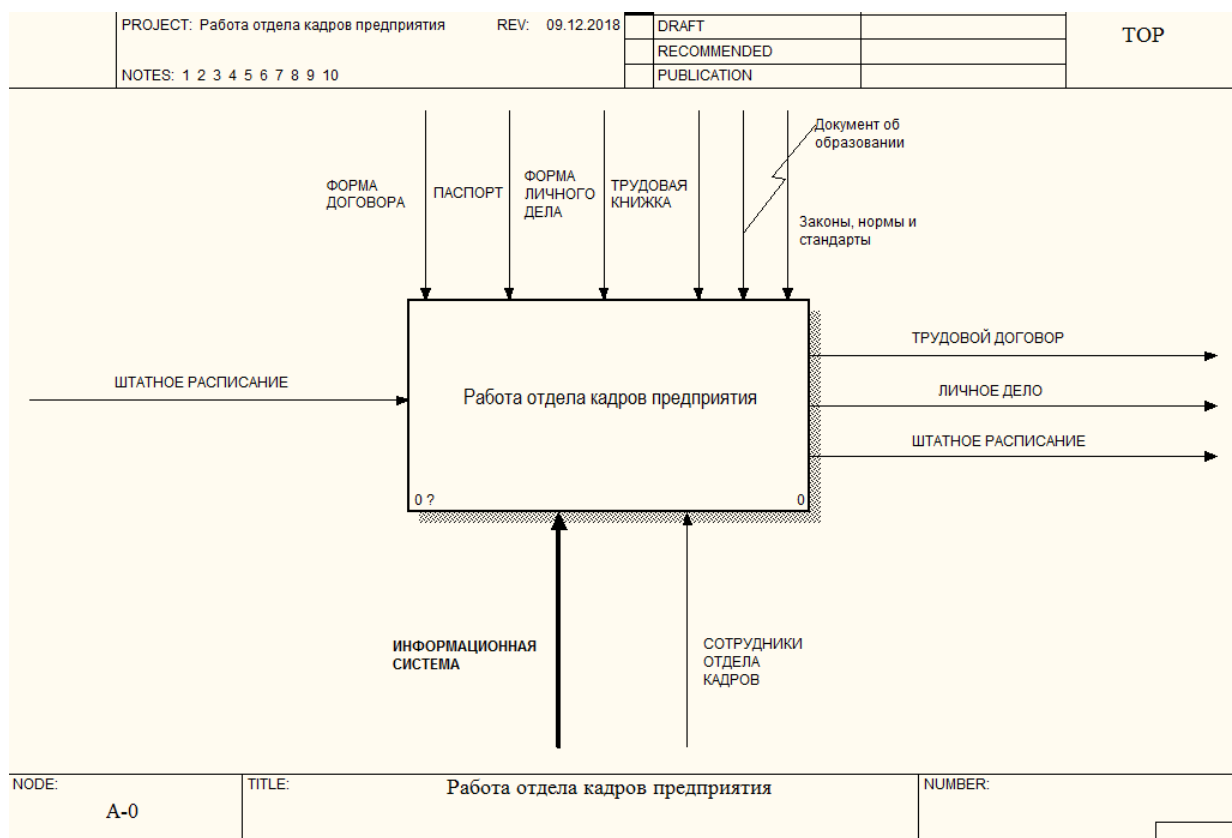 PROJECT: Работа отдела кадров предприятия
REV: 09.12.2018
DRAFT
RECOMMENDED
PUBLICATION
TOP
NOTES: 1 2 3 4 5 6 7 8 9 10
Документ об
образовании
ФОРМА
ДОГОВОРА
ПАСПОРТ
ФОРМА
ЛИЧНОГО
ДЕЛА
ТРУДОВАЯ
КНИЖКА
Законы, нормы и
стандарты
ТРУДОВОЙ ДОГОВОР
ШТАТНОЕ РАСПИСАНИЕ
Работа отдела кадров предприятия
ЛИЧНОЕ ДЕЛО
ШТАТНОЕ РАСПИСАНИЕ
0 ?
0
ИНФОРМАЦИОННАЯ
СИСТЕМА
СОТРУДНИКИ
ОТДЕЛА
КАДРОВ
NODE:
A-0
TITLE:
Работа отдела кадров предприятия
NUMBER: